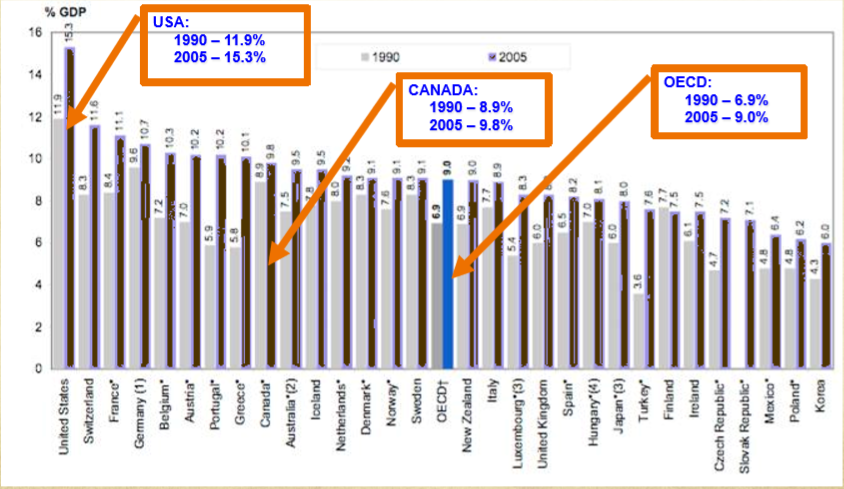 % GDP
USA:
1990 – 11.9%
2005 – 15.3%
CANADA:
1990 – 8.9%
2005 – 9.8%
OECD:
1990 – 6.9%
2005 – 9.0%
1990
2005
16
14
12
10
8
6
4
2
0
11.9
15.3
8.3
11.6
8.4
11.1
9.6
10.7
7.2
10.3
7.0
10.2
5.9
10.2
5.8
10.1
8.9
9.8
7.5
9.5
7.8
9.5
8.0
9.2
8.3
9.1
7.6
9.1
8.3
9.1
6.9
9.0
6.9
9.0
7.7
8.9
5.4
8.3
6.0
6.5
8.2
7.0
8.1
6.0
8.0
3.6
7.6
7.7
7.5
6.1
7.5
4.7
7.2
7.1
4.8
6.4
4.8
6.2
4.3
6.0
United States
Switzerland
France*
Germany (1)
Belgium*
Austria*
Portugal*
Greece*
Canada*
Australia*(2)
Iceland
Netherlands*
Denmark*
Norway*
Sweden
OECD†
New Zealand
Italy
Luxembourg*(3)
United Kingdom
Spain*
Hungary*(4)
Japan*(3)
Turkey*
Finland
Ireland
Czech Republic*
Slovak Republic*
Mexico*
Poland*
Korea